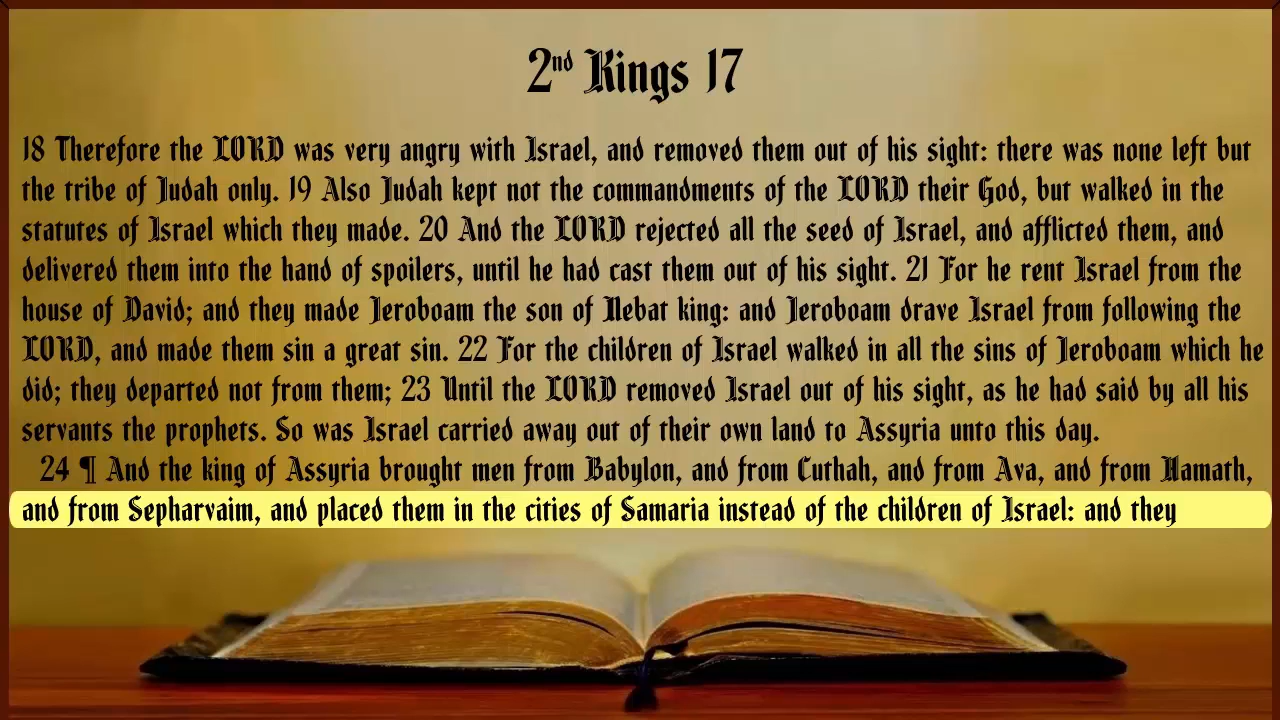 2nd Kings 17
18 Therefore the LORD was very angry with Israel, and removed them out of his sight: there was none left but
the tribe of Judah only. 19 Also Judah kept not the commandments of the LORD their God, but walked in the
statutes of Israel which they made. 20 And the LORD rejected all the seed of Israel, and afflicted them, and
delivered them into the hand of spoilers, until he had cast them out of his sight. 21 For he rent Israel from the
house of David; and they made Jeroboam the son of Nebat king: and Jeroboam drave Israel from following the
LORD, and made them sin a great sin. 22 For the children of Israel walked in all the sins of Jeroboam which he
did; they departed not from them; 23 Until the LORD removed Israel out of his sight, as he had said by all his
servants the prophets. So was Israel carried away out of their own land to Assyria unto this day.
24 ¶ And the king of Assyria brought men from Babylon, and from Cuthah, and from Ava, and from Hamath,
and from Sepharvaim, and placed them in the cities of Samaria instead of the children of Israel: and they